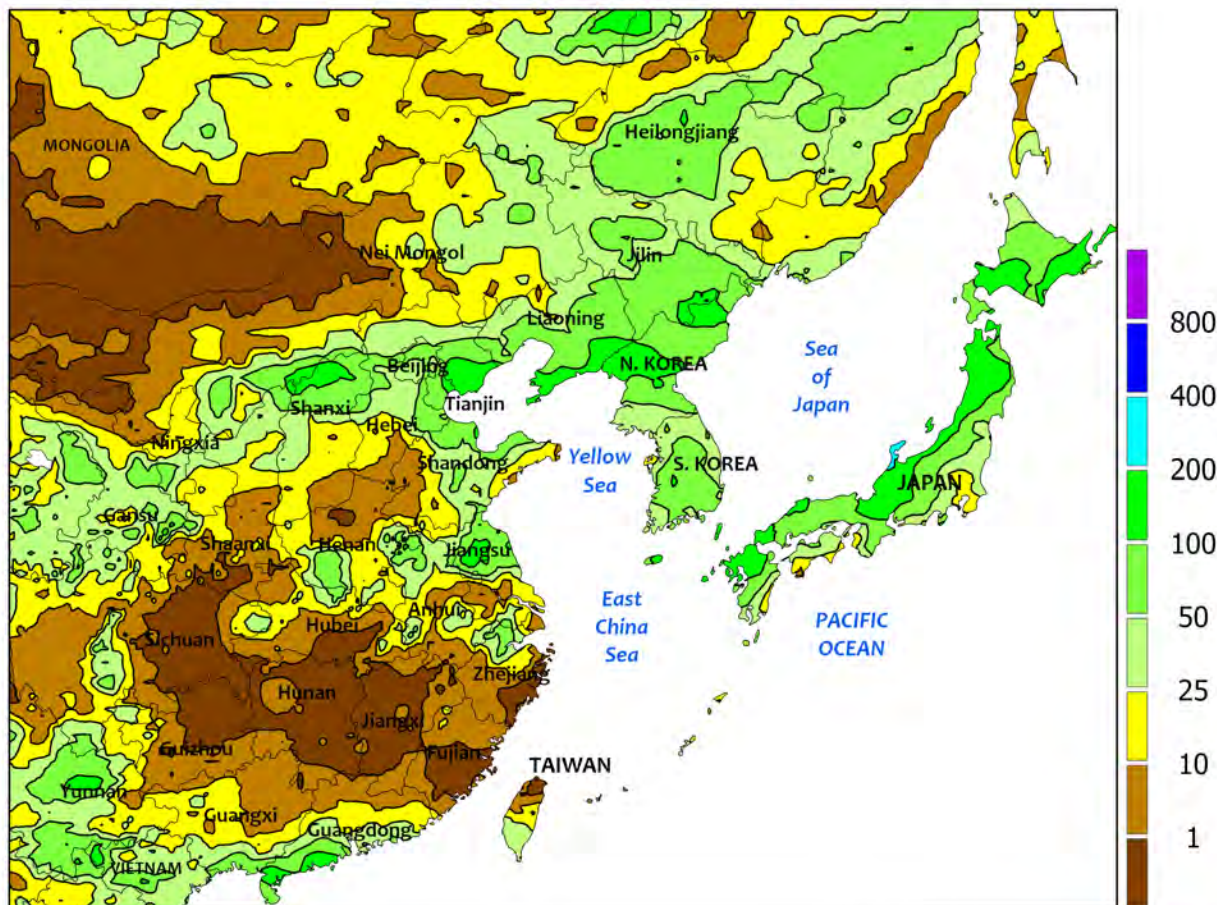 Heilongjiang
MONGOLIA
Nei Mongol
Jilin
Liaoning
Beijing
N. KOREA
Sea
of
Japan
Shanxi
Tianjin
Hebei
Ningxia
Shandong
Yellow
Sea
S. KOREA
JAPAN
Gansu
Shaanxi
Henan
Jiangsu
Anhui
Hubei
Sichuan
East
China
Sea
PACIFIC
OCEAN
Zhejiang
Hunan
Jiangxi
Guizhou
Fujian
TAIWAN
Yunnan
Guangxi
Guangdong
VIETNAM
800
400
200
100
50
25
10
1